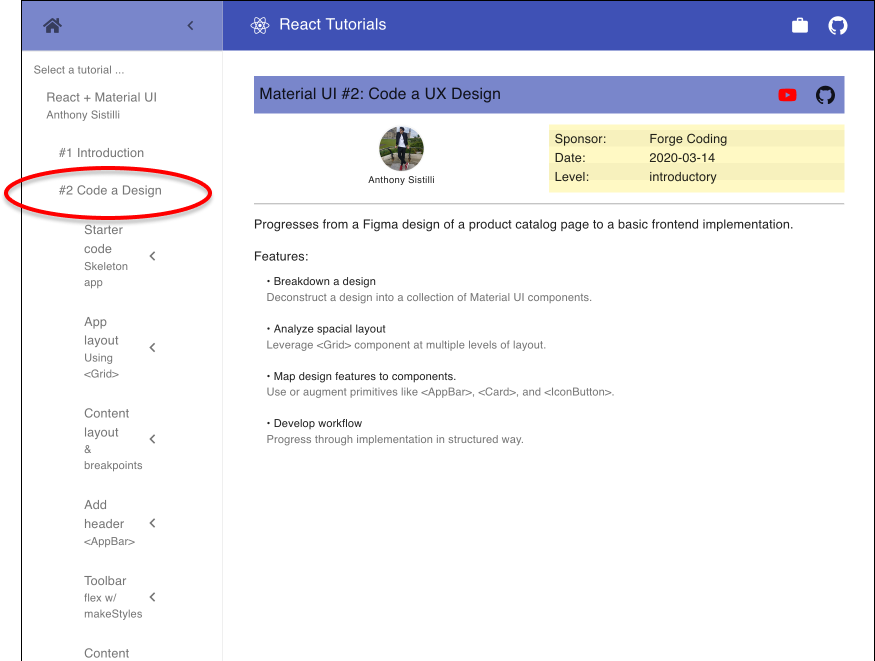 React Tutorials
Select a tutorial ...
React + Material UI
Anthony Sistilli
#1 Introduction
#2 Code a Design
Starter
code
Skeleton
app
App
layout
Using
<Grid>
Content
layout
&
breakpoints
Add
header
<AppBar>
Toolbar
flex w/
makeStyles
Content
Material UI #2: Code a UX Design
Anthony Sistilli
Sponsor: Forge Coding
Date: 2020-03-14
Level: introductory
Progresses from a Figma design of a product catalog page to a basic frontend implementation.
Features:
• Breakdown a design
Deconstruct a design into a collection of Material UI components.
• Analyze spacial layout
Leverage <Grid> component at multiple levels of layout.
• Map design features to components.
Use or augment primitives like <AppBar>, <Card>, and <IconButton>.
• Develop workflow
Progress through implementation in structured way.